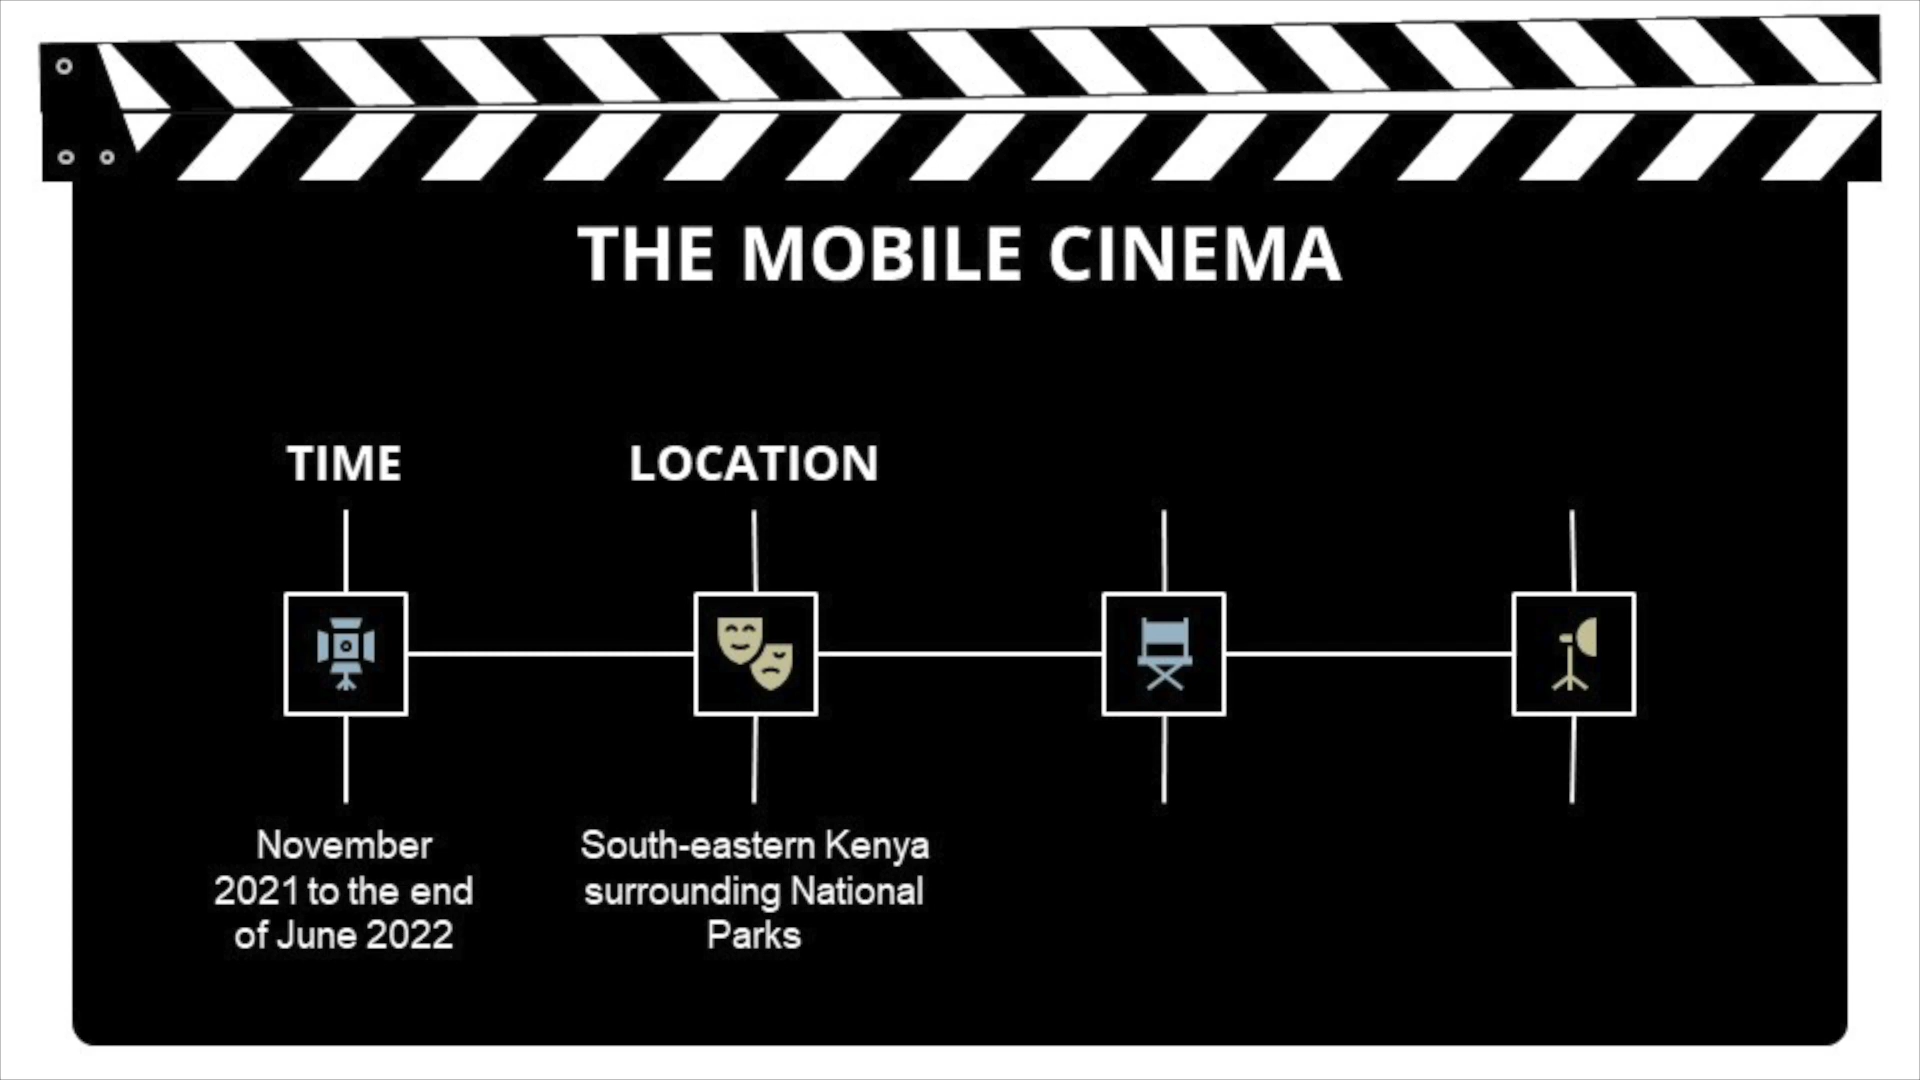 THE MOBILE CINEMA
TIME
LOCATION
November
2021 to the end
of June 2022
South-eastern Kenya
surrounding National
Parks